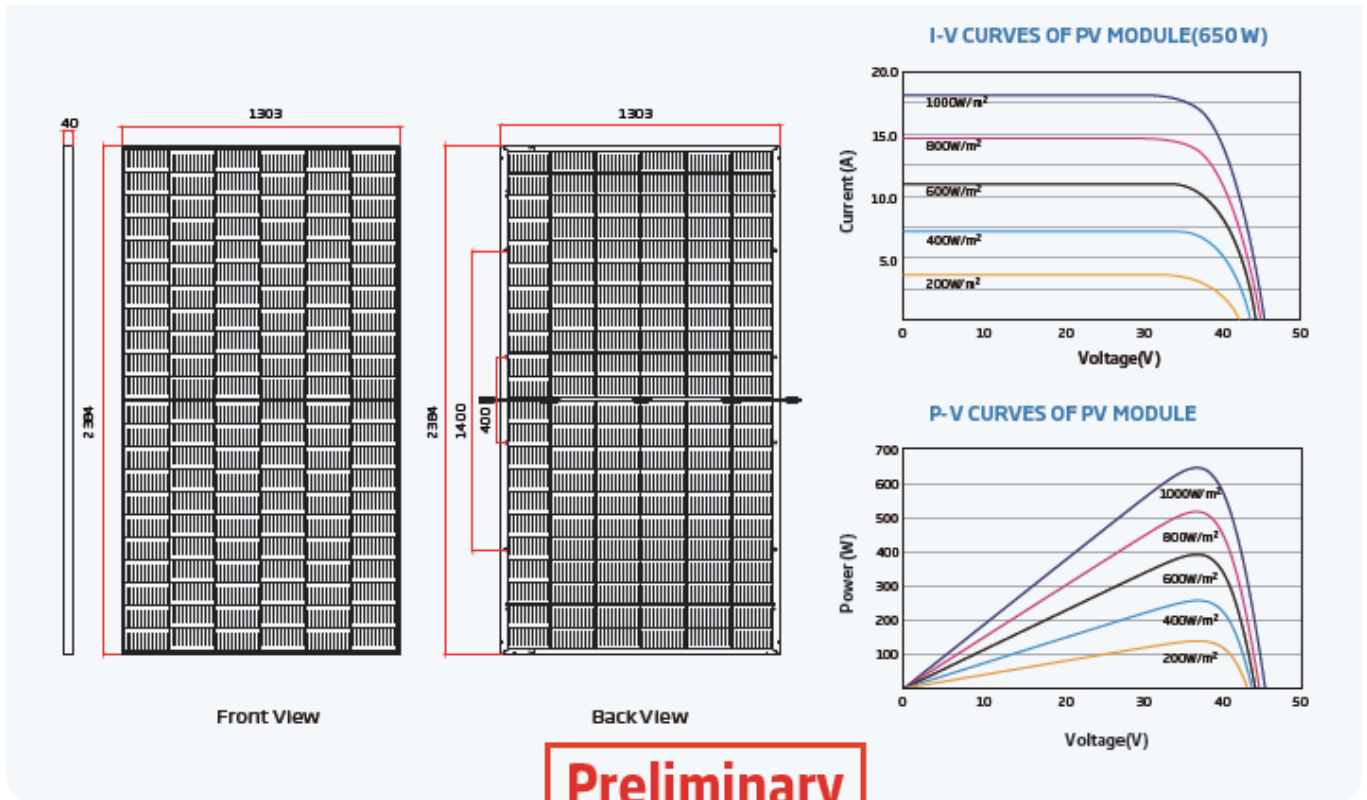 40
1303
2384
Front View
1303
2384
1400
400
Back View
I-V CURVES OF PV MODULE(650 W)
Current (A)
20.0
15.0
10.0
5.0
1000W/m²
800W/m²
600W/m²
400W/m²
200W/m²
0 10 20 30 40 50
Voltage(V)
P-V CURVES OF PV MODULE
Power (W)
700
600
500
400
300
200
100
1000W/m²
800W/m²
600W/m²
400W/m²
200W/m²
0 10 20 30 40 50
Voltage(V)
Preliminary